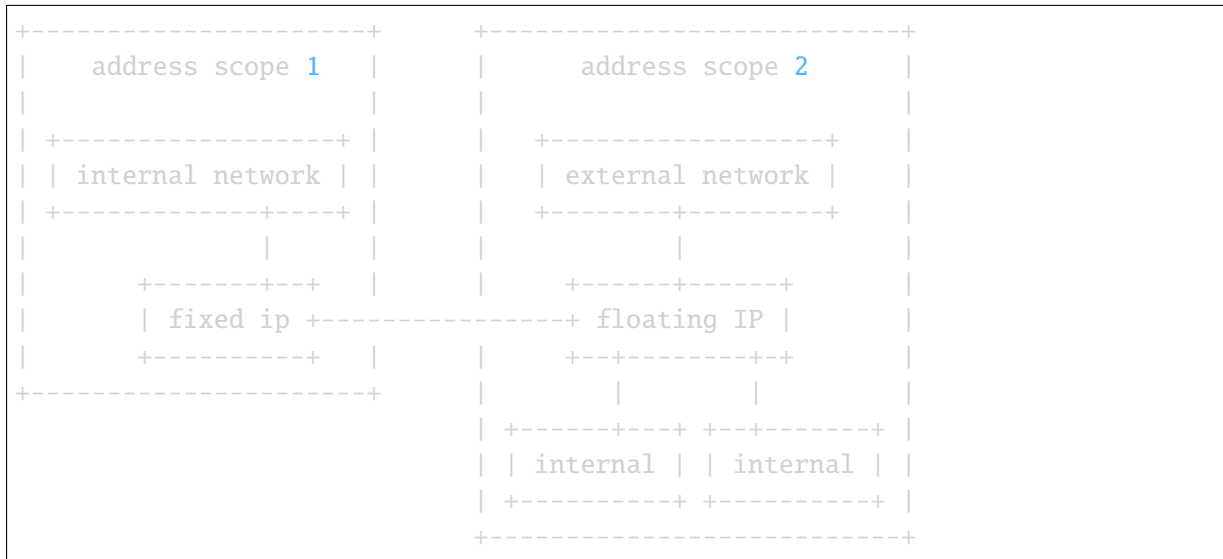 address scope 1 address scope 2
internal network external network
fixed ip floating IP
internal internal